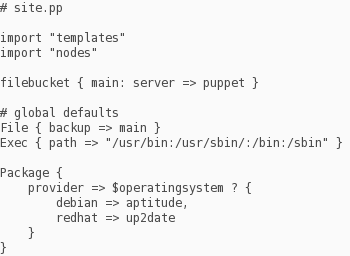 # site.pp

import "templates"
import "nodes"

filebucket { main: server => puppet }

# global defaults
File { backup => main }
Exec { path => "/usr/bin:/usr/sbin/:/bin:/sbin" }

Package {
    provider => $operatingsystem ? {
        debian => aptitude,
        redhat => up2date
    }
}